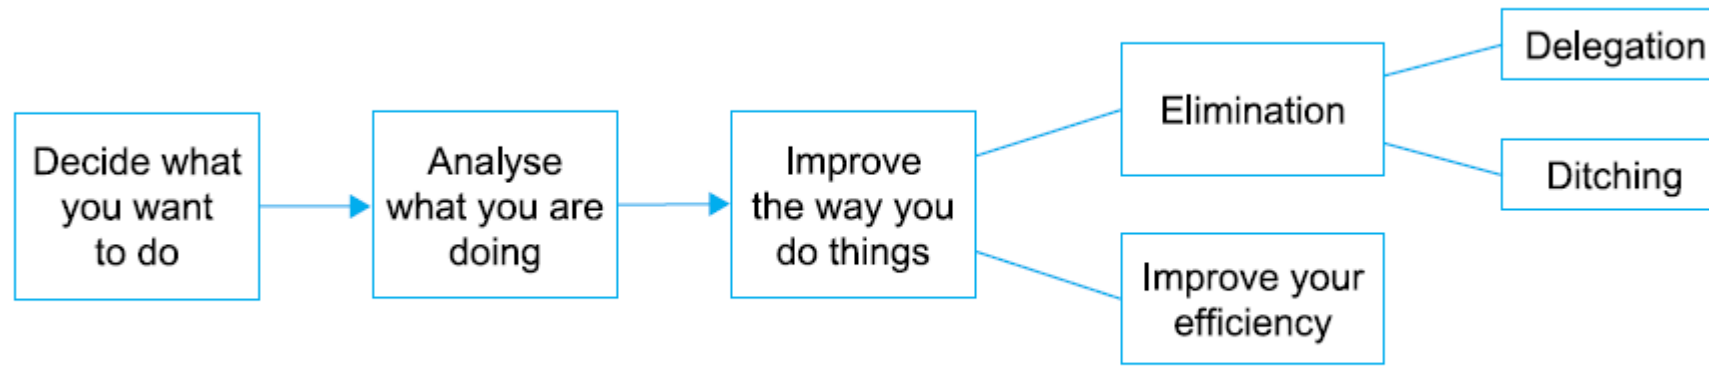 Decide what
you want
to do
Analyse
what you are
doing
Improve
the way you
do things
Elimination
Improve your
efficiency
Delegation
Ditching